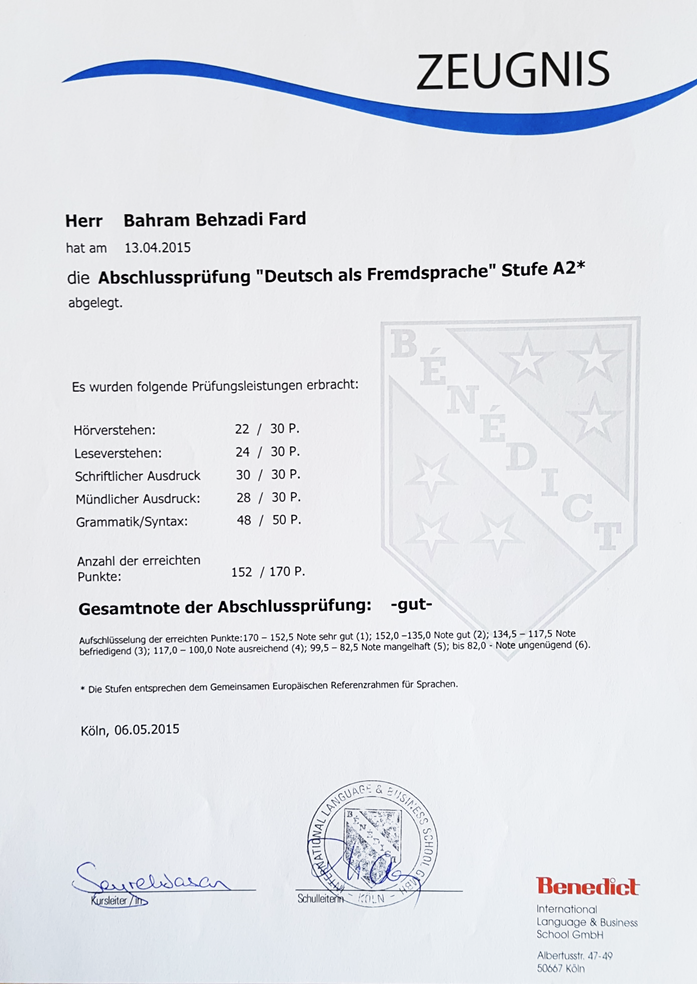 ZEUGNIS
Herr Bahram Behzadi Fard
hat am 13.04.2015
die Abschlussprüfung "Deutsch als Fremdsprache" Stufe A2*
abgelegt.
BÉNÉDICT
Es wurden folgende Prüfungsleistungen erbracht:
Hörverstehen: 22 / 30 P.
Leseverstehen: 24 / 30 P.
Schriftlicher Ausdruck 30 / 30 P.
Mündlicher Ausdruck: 28 / 30 P.
Grammatik/Syntax: 48 / 50 P.
Anzahl der erreichten
Punkte: 152 / 170 P.
Gesamtnote der Abschlussprüfung: -gut-
Aufschlüsselung der erreichten Punkte:170 – 152,5 Note sehr gut (1); 152,0 –135,0 Note gut (2); 134,5 – 117,5 Note
befriedigend (3); 117,0 – 100,0 Note ausreichend (4); 99,5 – 82,5 Note mangelhaft (5); bis 82,0 - Note ungenügend (6).
* Die Stufen entsprechen dem Gemeinsamen Europäischen Referenzrahmen für Sprachen.
Köln, 06.05.2015
INTERNATIONAL LANGUAGE & BUSINESS SCHOOL GMBH
- KÖLN -
Kursleiter /in
Schulleiterin
Benedict
International
Language & Business
School GmbH
Albertusstr. 47-49
50667 Köln